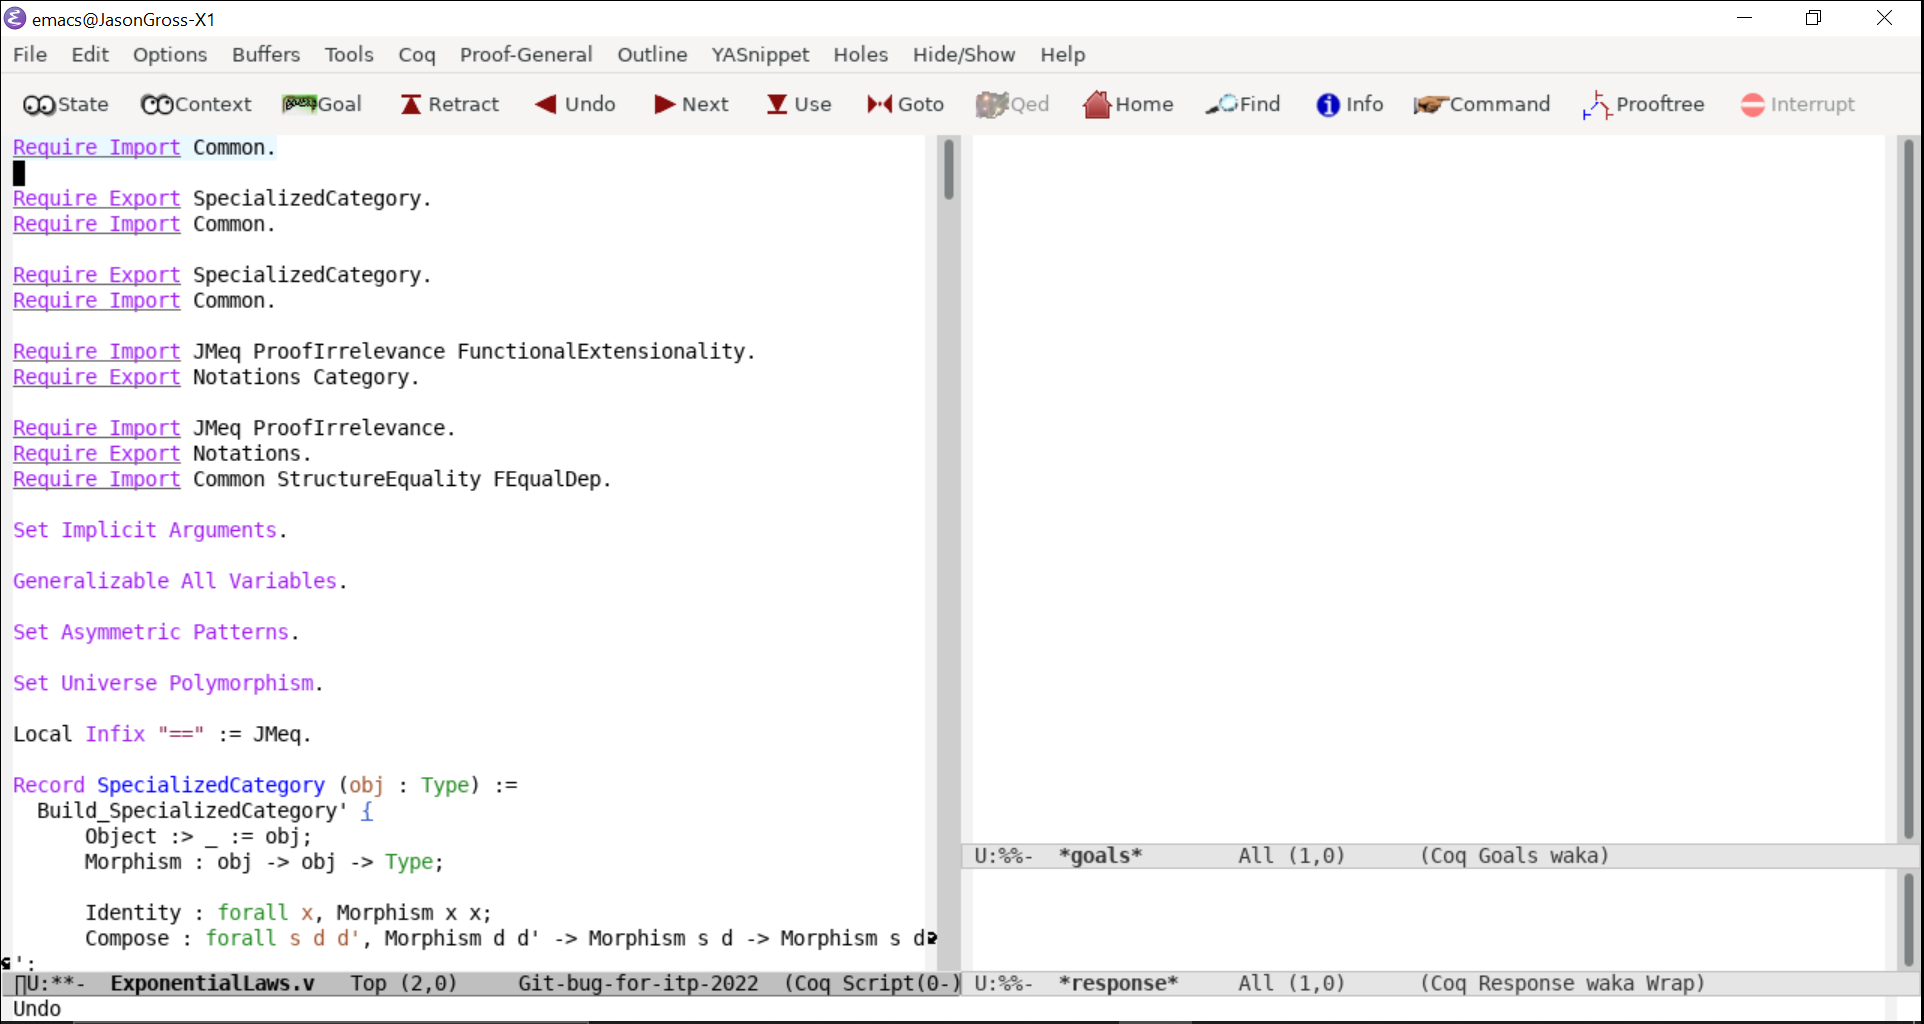 emacs@JasonGross-X1
File Edit Options Buffers Tools Coq Proof-General Outline YASnippet Holes Hide/Show Help
State Context Goal Retract Undo Next Use Goto Qed Home Find Info Command Prooftree Interrupt
Require Import Common.
Require Export SpecializedCategory.
Require Import Common.
Require Export SpecializedCategory.
Require Import Common.
Require Import JMeq ProofIrrelevance FunctionalExtensionality.
Require Export Notations Category.
Require Import JMeq ProofIrrelevance.
Require Export Notations.
Require Import Common StructureEquality FEqualDep.
Set Implicit Arguments.
Generalizable All Variables.
Set Asymmetric Patterns.
Set Universe Polymorphism.
Local Infix "==" := JMeq.
Record SpecializedCategory (obj : Type) :=
Build_SpecializedCategory' {
Object :> _ := obj;
Morphism : obj -> obj -> Type;
Identity : forall x, Morphism x x;
Compose : forall s d d', Morphism d d' -> Morphism s d -> Morphism s d
';
U:**- ExponentialLaws.v Top (2,0) Git-bug-for-itp-2022 (Coq Script(0-)
Undo
U:%%- *goals* All (1,0) (Coq Goals waka)
U:%%- *response* All (1,0) (Coq Response waka Wrap)